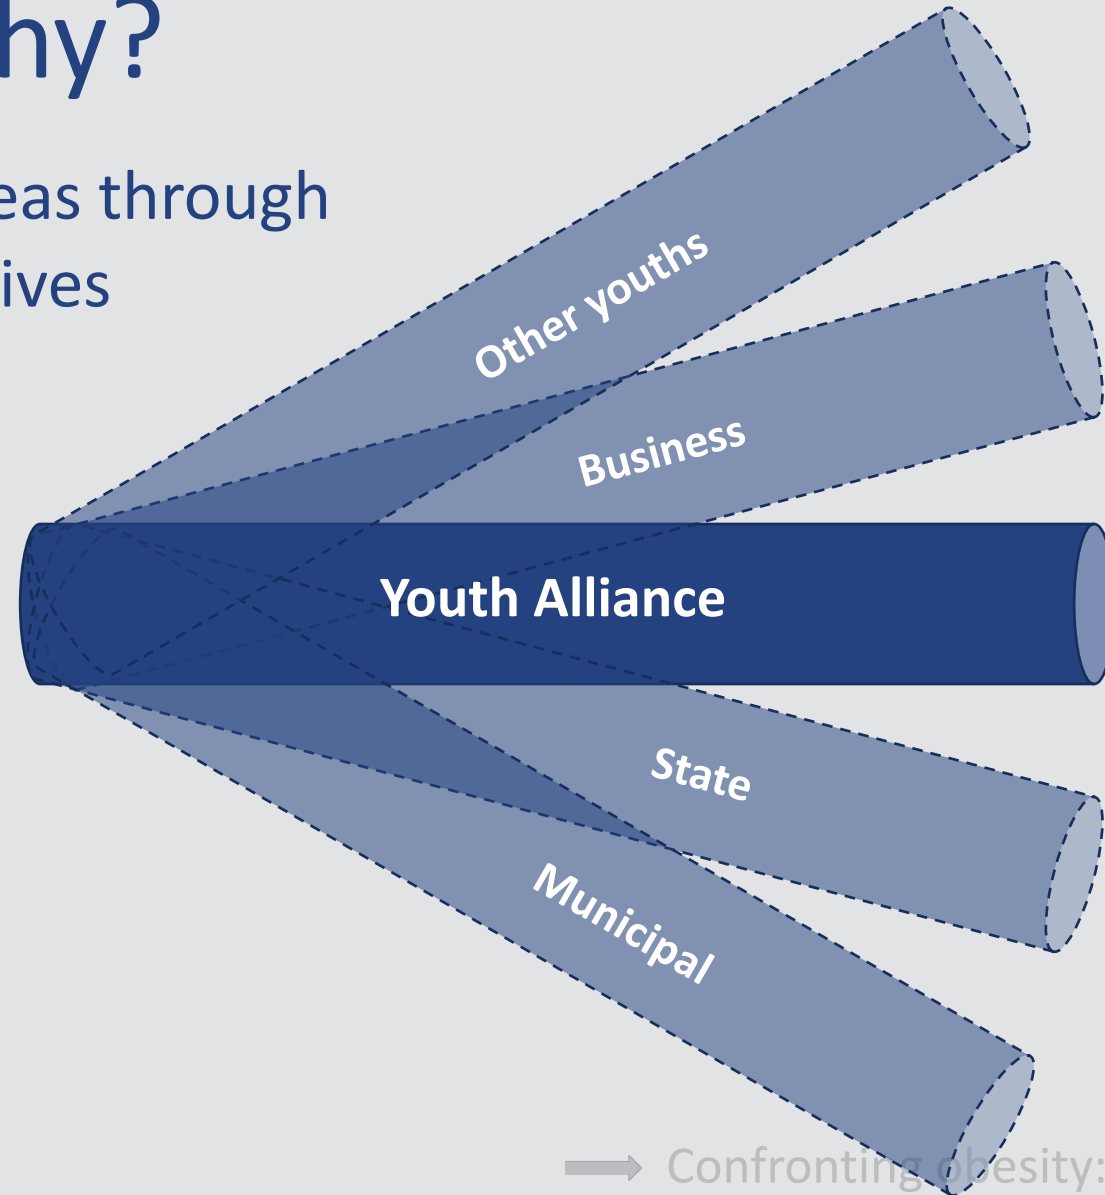 hy?
eas through
ives
Other youths
Business
Youth Alliance
State
Municipal
Confronting obesity: